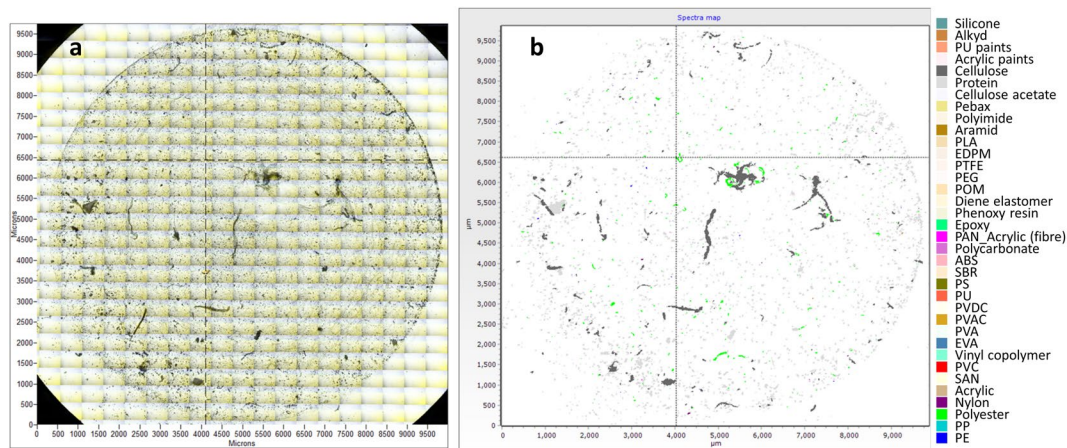 a
9500
9000
8500
8000
7500
7000
6500
6000
5500
5000
4500
4000
3500
3000
2500
2000
1500
1000
500
0
Microns
0 500 1000 1500 2000 2500 3000 3500 4000 4500 5000 5500 6000 6500 7000 7500 8000 8500 9000 9500
Microns
Spectra map
b
9,500
9,000
8,500
8,000
7,500
7,000
6,500
6,000
5,500
5,000
4,500
4,000
3,500
3,000
2,500
2,000
1,500
1,000
500
0
µm
0 1,000 2,000 3,000 4,000 5,000 6,000 7,000 8,000 9,000
µm
Silicone
Alkyd
PU paints
Acrylic paints
Cellulose
Protein
Cellulose acetate
Pebax
Polyimide
Aramid
PLA
EDPM
PTFE
PEG
POM
Diene elastomer
Phenoxy resin
Epoxy
PAN_Acrylic (fibre)
Polycarbonate
ABS
SBR
PS
PU
PVDC
PVAC
PVA
EVA
Vinyl copolymer
PVC
SAN
Acrylic
Nylon
Polyester
PP
PE